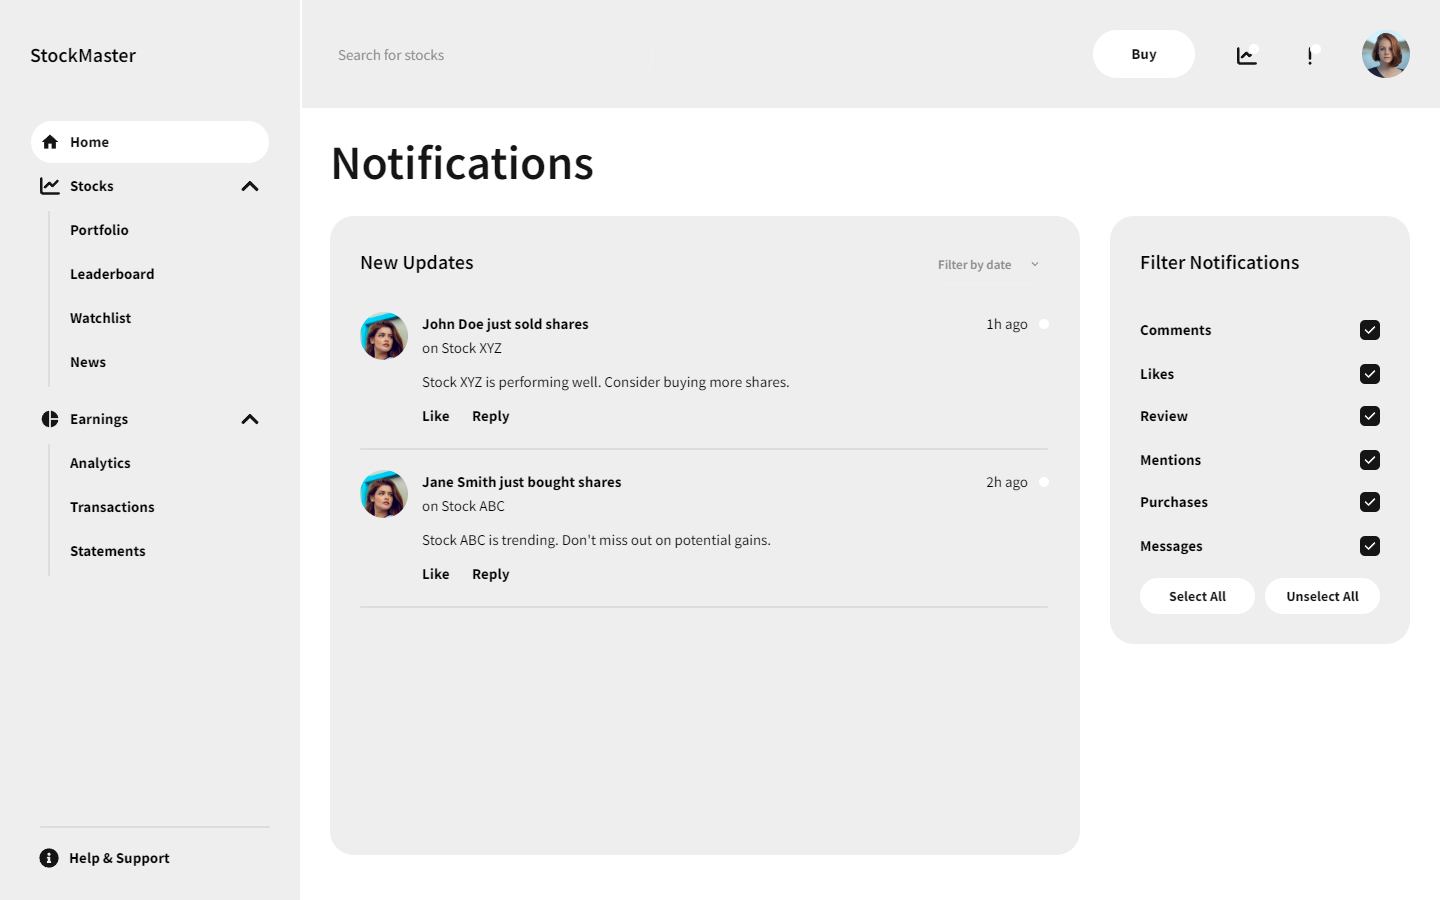 StockMaster
Search for stocks
Buy
Home
Stocks
Portfolio
Leaderboard
Watchlist
News
Earnings
Analytics
Transactions
Statements
Help & Support
Notifications
New Updates
Filter by date
John Doe just sold shares
1h ago
on Stock XYZ
Stock XYZ is performing well. Consider buying more shares.
Like Reply
Jane Smith just bought shares
2h ago
on Stock ABC
Stock ABC is trending. Don't miss out on potential gains.
Like Reply
Filter Notifications
Comments
Likes
Review
Mentions
Purchases
Messages
Select All Unselect All